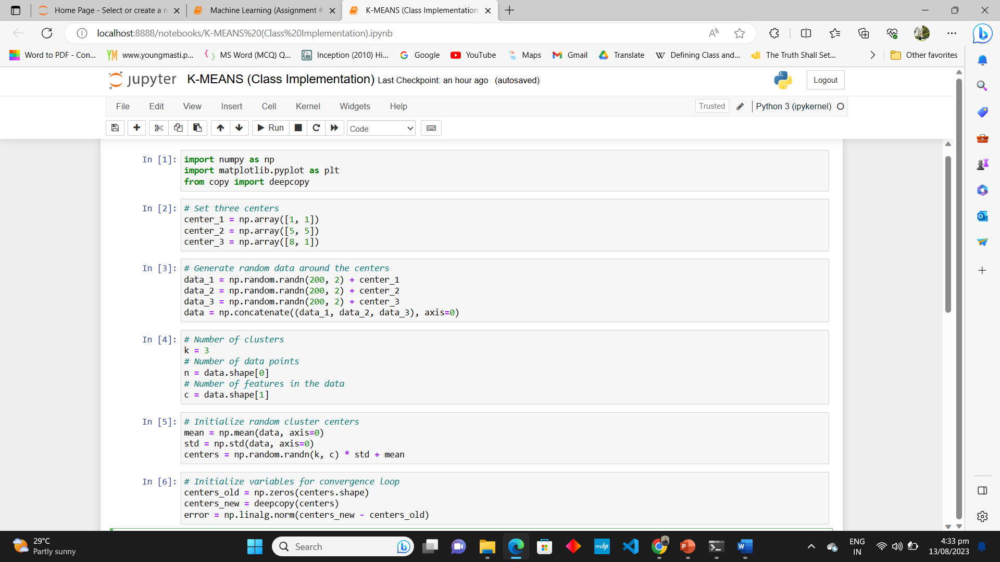 Home Page - Select or create a n
Machine Learning (Assignment #
K-MEANS (Class Implementation)
localhost:8888/notebooks/K-MEANS%20(Class%20Implementation).ipynb
Word to PDF - Con...
YM www.youngmasti.p...
{ } MS Word (MCQ) Q...
Inception (2010) Hi...
Google
YouTube
Maps
Gmail
Translate
W Defining Class and...
The Truth Shall Set...
Other favorites
jupyter K-MEANS (Class Implementation) Last Checkpoint: an hour ago (autosaved)
Logout
File Edit View Insert Cell Kernel Widgets Help
Trusted
Python 3 (ipykernel)
Run
Code
In [1]: import numpy as np
import matplotlib.pyplot as plt
from copy import deepcopy
In [2]: # Set three centers
center_1 = np.array([1, 1])
center_2 = np.array([5, 5])
center_3 = np.array([8, 1])
In [3]: # Generate random data around the centers
data_1 = np.random.randn(200, 2) + center_1
data_2 = np.random.randn(200, 2) + center_2
data_3 = np.random.randn(200, 2) + center_3
data = np.concatenate((data_1, data_2, data_3), axis=0)
In [4]: # Number of clusters
k = 3
# Number of data points
n = data.shape[0]
# Number of features in the data
c = data.shape[1]
In [5]: # Initialize random cluster centers
mean = np.mean(data, axis=0)
std = np.std(data, axis=0)
centers = np.random.randn(k, c) * std + mean
In [6]: # Initialize variables for convergence loop
centers_old = np.zeros(centers.shape)
centers_new = deepcopy(centers)
error = np.linalg.norm(centers_new - centers_old)
29°C
Partly sunny
Search
myhp
ENG
IN
4:33 pm
13/08/2023